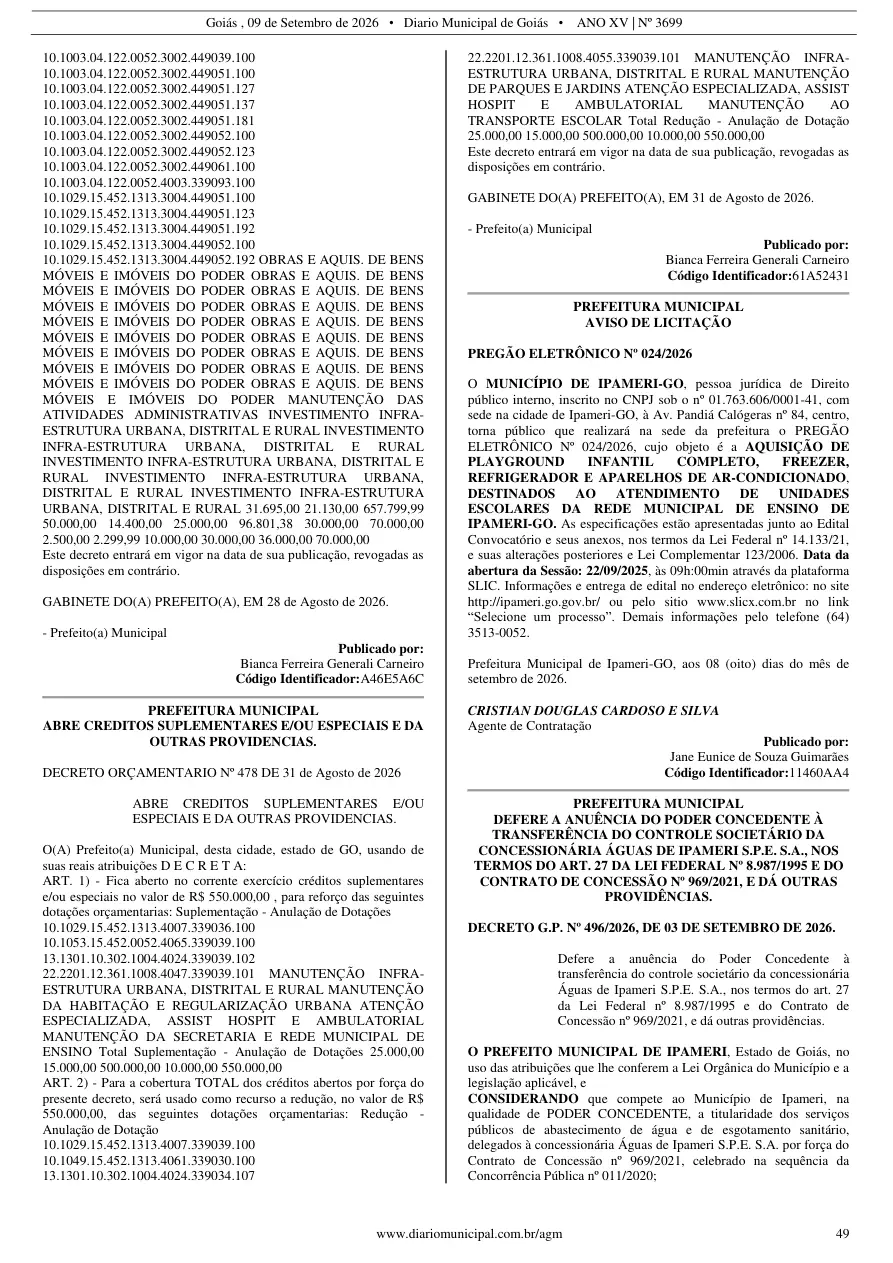 Goiás , 09 de Setembro de 2026 • Diario Municipal de Goiás • ANO XV | Nº 3699
10.1003.04.122.0052.3002.449039.100
10.1003.04.122.0052.3002.449051.100
10.1003.04.122.0052.3002.449051.127
10.1003.04.122.0052.3002.449051.137
10.1003.04.122.0052.3002.449051.181
10.1003.04.122.0052.3002.449052.100
10.1003.04.122.0052.3002.449052.123
10.1003.04.122.0052.3002.449061.100
10.1003.04.122.0052.4003.339093.100
10.1029.15.452.1313.3004.449051.100
10.1029.15.452.1313.3004.449051.123
10.1029.15.452.1313.3004.449051.192
10.1029.15.452.1313.3004.449052.100
10.1029.15.452.1313.3004.449052.192 OBRAS E AQUIS. DE BENS
MÓVEIS E IMÓVEIS DO PODER OBRAS E AQUIS. DE BENS
MÓVEIS E IMÓVEIS DO PODER OBRAS E AQUIS. DE BENS
MÓVEIS E IMÓVEIS DO PODER OBRAS E AQUIS. DE BENS
MÓVEIS E IMÓVEIS DO PODER OBRAS E AQUIS. DE BENS
MÓVEIS E IMÓVEIS DO PODER OBRAS E AQUIS. DE BENS
MÓVEIS E IMÓVEIS DO PODER OBRAS E AQUIS. DE BENS
MÓVEIS E IMÓVEIS DO PODER OBRAS E AQUIS. DE BENS
MÓVEIS E IMÓVEIS DO PODER OBRAS E AQUIS. DE BENS
MÓVEIS E IMÓVEIS DO PODER MANUTENÇÃO DAS
ATIVIDADES ADMINISTRATIVAS INVESTIMENTO INFRA-
ESTRUTURA URBANA, DISTRITAL E RURAL INVESTIMENTO
INFRA-ESTRUTURA URBANA, DISTRITAL E RURAL
INVESTIMENTO INFRA-ESTRUTURA URBANA, DISTRITAL E
RURAL INVESTIMENTO INFRA-ESTRUTURA URBANA,
DISTRITAL E RURAL INVESTIMENTO INFRA-ESTRUTURA
URBANA, DISTRITAL E RURAL 31.695,00 21.130,00 657.799,99
50.000,00 14.400,00 25.000,00 96.801,38 30.000,00 70.000,00
2.500,00 2.299,99 10.000,00 30.000,00 36.000,00 70.000,00
Este decreto entrará em vigor na data de sua publicação, revogadas as
disposições em contrário.
GABINETE DO(A) PREFEITO(A), EM 28 de Agosto de 2026.
- Prefeito(a) Municipal
Publicado por:
Bianca Ferreira Generali Carneiro
Código Identificador:A46E5A6C
PREFEITURA MUNICIPAL
ABRE CREDITOS SUPLEMENTARES E/OU ESPECIAIS E DA
OUTRAS PROVIDENCIAS.
DECRETO ORÇAMENTARIO Nº 478 DE 31 de Agosto de 2026
ABRE CREDITOS SUPLEMENTARES E/OU
ESPECIAIS E DA OUTRAS PROVIDENCIAS.
O(A) Prefeito(a) Municipal, desta cidade, estado de GO, usando de
suas reais atribuições D E C R E T A:
ART. 1) - Fica aberto no corrente exercício créditos suplementares
e/ou especiais no valor de R$ 550.000,00 , para reforço das seguintes
dotações orçamentarias: Suplementação - Anulação de Dotações
10.1029.15.452.1313.4007.339036.100
10.1053.15.452.0052.4065.339039.100
13.1301.10.302.1004.4024.339039.102
22.2201.12.361.1008.4047.339039.101 MANUTENÇÃO INFRA-
ESTRUTURA URBANA, DISTRITAL E RURAL MANUTENÇÃO
DA HABITAÇÃO E REGULARIZAÇÃO URBANA ATENÇÃO
ESPECIALIZADA, ASSIST HOSPIT E AMBULATORIAL
MANUTENÇÃO DA SECRETARIA E REDE MUNICIPAL DE
ENSINO Total Suplementação - Anulação de Dotações 25.000,00
15.000,00 500.000,00 10.000,00 550.000,00
ART. 2) - Para a cobertura TOTAL dos créditos abertos por força do
presente decreto, será usado como recurso a redução, no valor de R$
550.000,00, das seguintes dotações orçamentarias: Redução -
Anulação de Dotação
10.1029.15.452.1313.4007.339039.100
10.1049.15.452.1313.4061.339030.100
13.1301.10.302.1004.4024.339034.107
22.2201.12.361.1008.4055.339039.101 MANUTENÇÃO INFRA-
ESTRUTURA URBANA, DISTRITAL E RURAL MANUTENÇÃO
DE PARQUES E JARDINS ATENÇÃO ESPECIALIZADA, ASSIST
HOSPIT E AMBULATORIAL MANUTENÇÃO AO
TRANSPORTE ESCOLAR Total Redução - Anulação de Dotação
25.000,00 15.000,00 500.000,00 10.000,00 550.000,00
Este decreto entrará em vigor na data de sua publicação, revogadas as
disposições em contrário.
GABINETE DO(A) PREFEITO(A), EM 31 de Agosto de 2026.
- Prefeito(a) Municipal
Publicado por:
Bianca Ferreira Generali Carneiro
Código Identificador:61A52431
PREFEITURA MUNICIPAL
AVISO DE LICITAÇÃO
PREGÃO ELETRÔNICO Nº 024/2026
O MUNICÍPIO DE IPAMERI-GO, pessoa jurídica de Direito
público interno, inscrito no CNPJ sob o nº 01.763.606/0001-41, com
sede na cidade de Ipameri-GO, à Av. Pandiá Calógeras nº 84, centro,
torna público que realizará na sede da prefeitura o PREGÃO
ELETRÔNICO Nº 024/2026, cujo objeto é a AQUISIÇÃO DE
PLAYGROUND INFANTIL COMPLETO, FREEZER,
REFRIGERADOR E APARELHOS DE AR-CONDICIONADO,
DESTINADOS AO ATENDIMENTO DE UNIDADES
ESCOLARES DA REDE MUNICIPAL DE ENSINO DE
IPAMERI-GO. As especificações estão apresentadas junto ao Edital
Convocatório e seus anexos, nos termos da Lei Federal nº 14.133/21,
e suas alterações posteriores e Lei Complementar 123/2006. Data da
abertura da Sessão: 22/09/2025, às 09h:00min através da plataforma
SLIC. Informações e entrega de edital no endereço eletrônico: no site
http://ipameri.go.gov.br/ ou pelo sitio www.slicx.com.br no link
“Selecione um processo”. Demais informações pelo telefone (64)
3513-0052.
Prefeitura Municipal de Ipameri-GO, aos 08 (oito) dias do mês de
setembro de 2026.
CRISTIAN DOUGLAS CARDOSO E SILVA
Agente de Contratação
Publicado por:
Jane Eunice de Souza Guimarães
Código Identificador:11460AA4
PREFEITURA MUNICIPAL
DEFERE A ANUÊNCIA DO PODER CONCEDENTE À
TRANSFERÊNCIA DO CONTROLE SOCIETÁRIO DA
CONCESSIONÁRIA ÁGUAS DE IPAMERI S.P.E. S.A., NOS
TERMOS DO ART. 27 DA LEI FEDERAL Nº 8.987/1995 E DO
CONTRATO DE CONCESSÃO Nº 969/2021, E DÁ OUTRAS
PROVIDÊNCIAS.
DECRETO G.P. Nº 496/2026, DE 03 DE SETEMBRO DE 2026.
Defere a anuência do Poder Concedente à
transferência do controle societário da concessionária
Águas de Ipameri S.P.E. S.A., nos termos do art. 27
da Lei Federal nº 8.987/1995 e do Contrato de
Concessão nº 969/2021, e dá outras providências.
O PREFEITO MUNICIPAL DE IPAMERI, Estado de Goiás, no
uso das atribuições que lhe conferem a Lei Orgânica do Município e a
legislação aplicável, e
CONSIDERANDO que compete ao Município de Ipameri, na
qualidade de PODER CONCEDENTE, a titularidade dos serviços
públicos de abastecimento de água e de esgotamento sanitário,
delegados à concessionária Águas de Ipameri S.P.E. S.A. por força do
Contrato de Concessão nº 969/2021, celebrado na sequência da
Concorrência Pública nº 011/2020;
www.diariomunicipal.com.br/agm
49